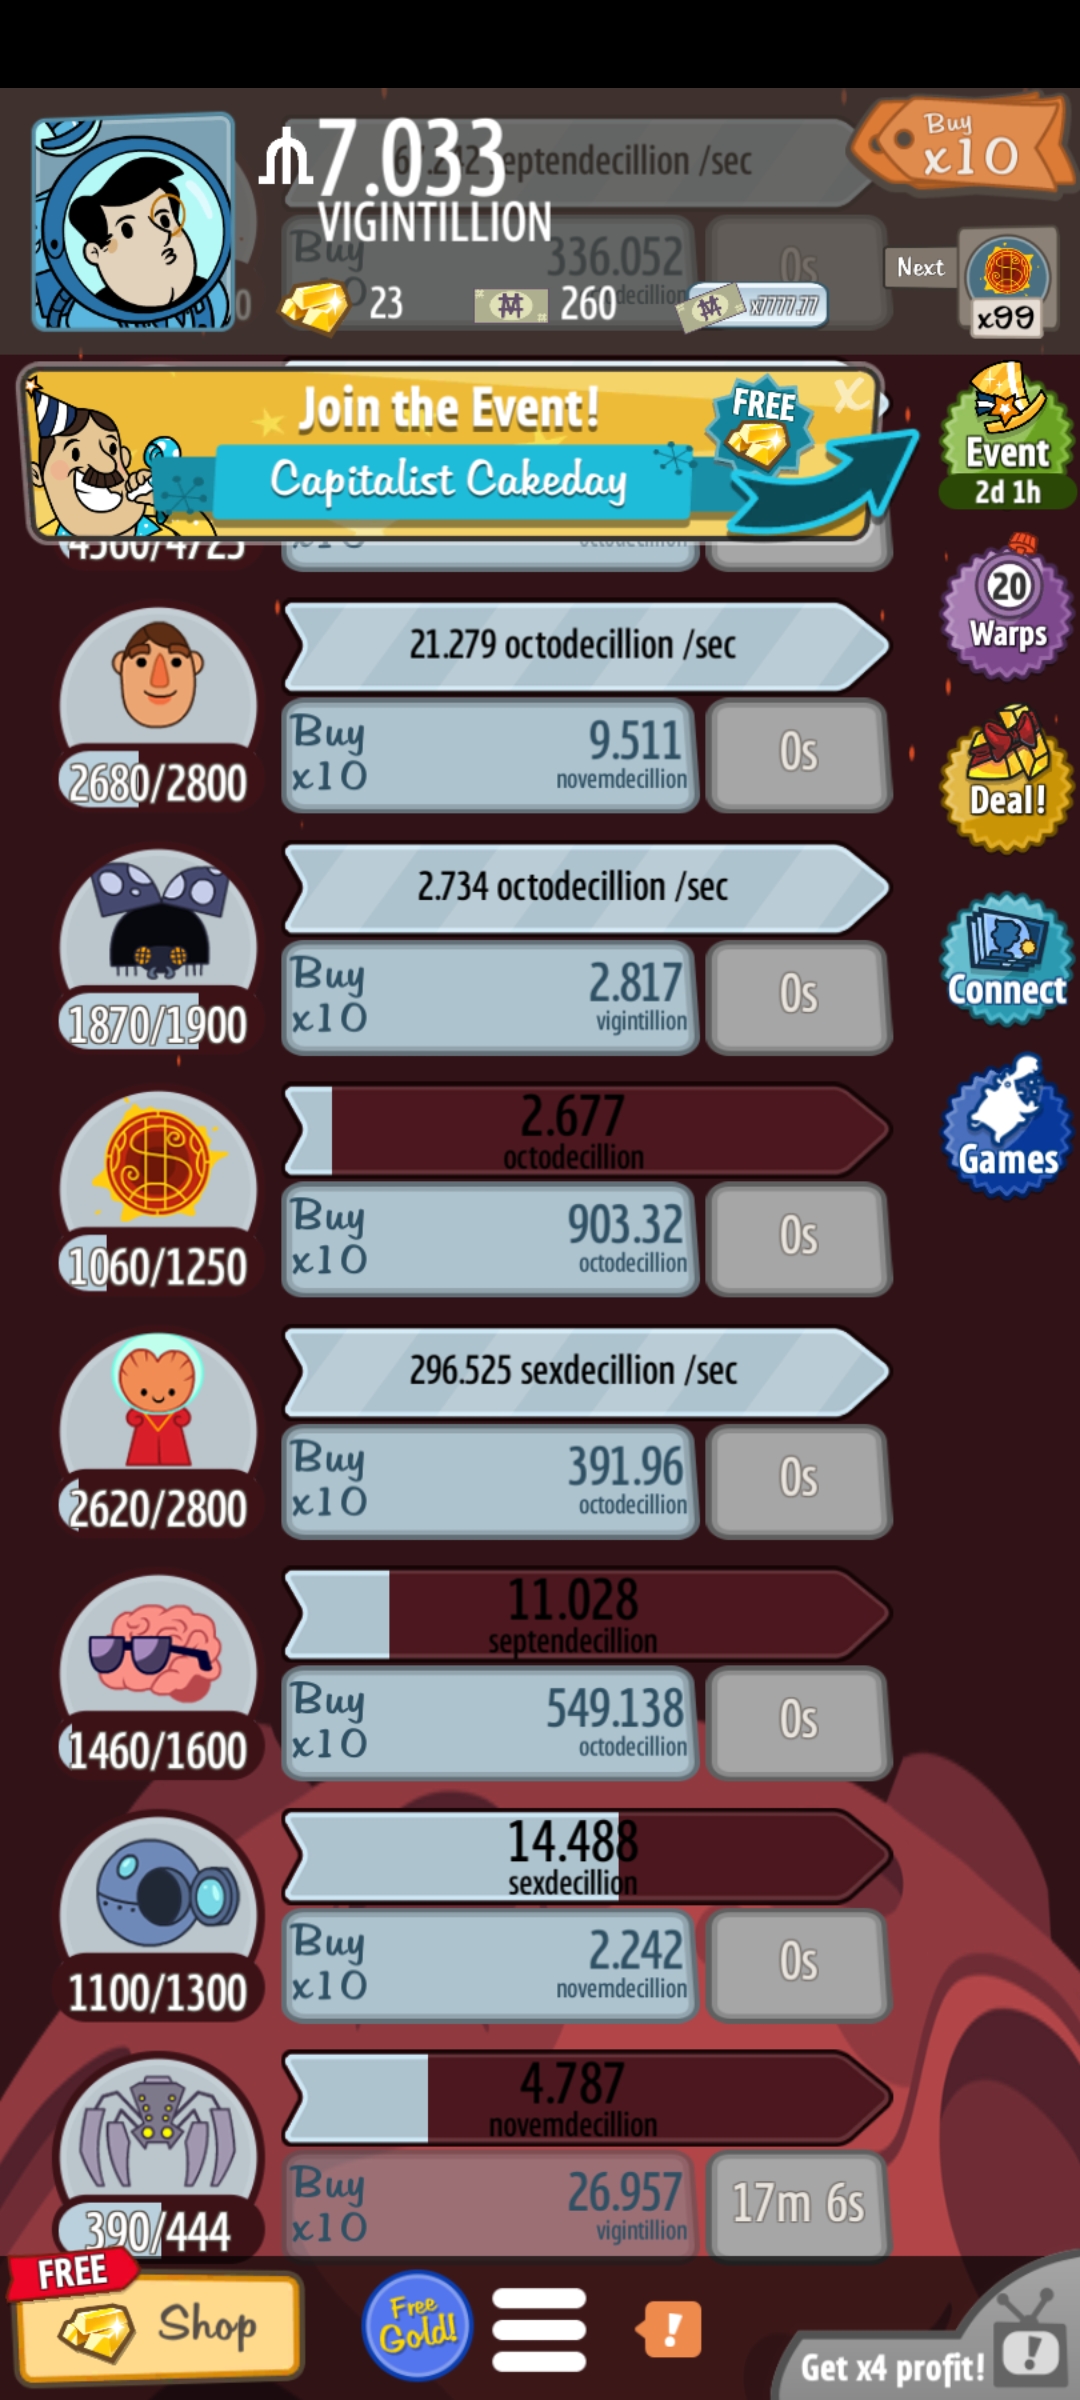 7.033
VIGINTILLION
septendecillion /sec
Buy
x10
Buy
336.052
decillion
0s
Next
x99
23
260
x7777.77
Join the Event!
FREE
X
Capitalist Cakeday
Event
2d 1h
4560/4725
x10
octodecillion
20
Warps
21.279 octodecillion /sec
Buy
x10
9.511
novemdecillion
0s
2680/2800
Deal!
2.734 octodecillion /sec
Buy
x10
2.817
vigintillion
0s
1870/1900
Connect
2.677
octodecillion
Games
Buy
x10
903.32
octodecillion
0s
1060/1250
296.525 sexdecillion /sec
Buy
x10
391.96
octodecillion
0s
2620/2800
11.028
septendecillion
Buy
x10
549.138
octodecillion
0s
1460/1600
14.488
sexdecillion
Buy
x10
2.242
novemdecillion
0s
1100/1300
4.787
novemdecillion
Buy
x10
26.957
vigintillion
17m 6s
390/444
FREE
Shop
Free
Gold!
!
!
Get x4 profit!